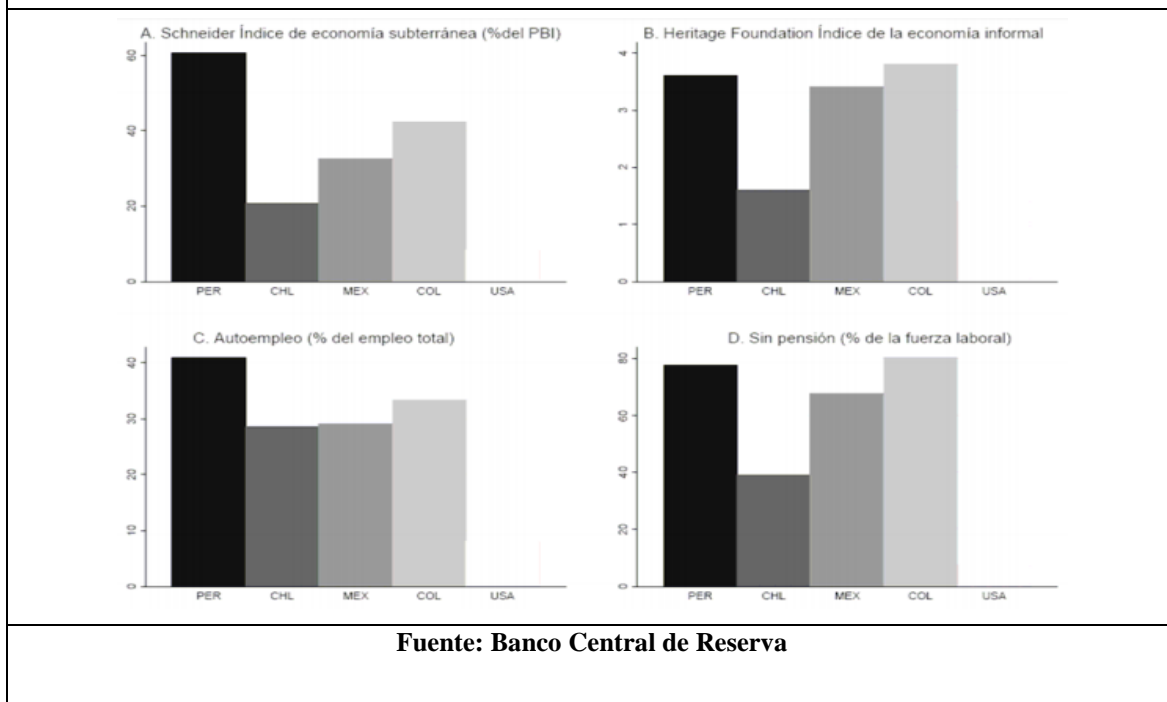 A. Schneider Índice de economía subterránea (%del PBI)
60
40
20
0
PER CHL MEX COL USA
B. Heritage Foundation Índice de la economía informal
4
3
2
1
0
PER CHL MEX COL USA
C. Autoempleo (% del empleo total)
40
30
20
10
0
PER CHL MEX COL USA
D. Sin pensión (% de la fuerza laboral)
80
60
40
20
0
PER CHL MEX COL USA
Fuente: Banco Central de Reserva